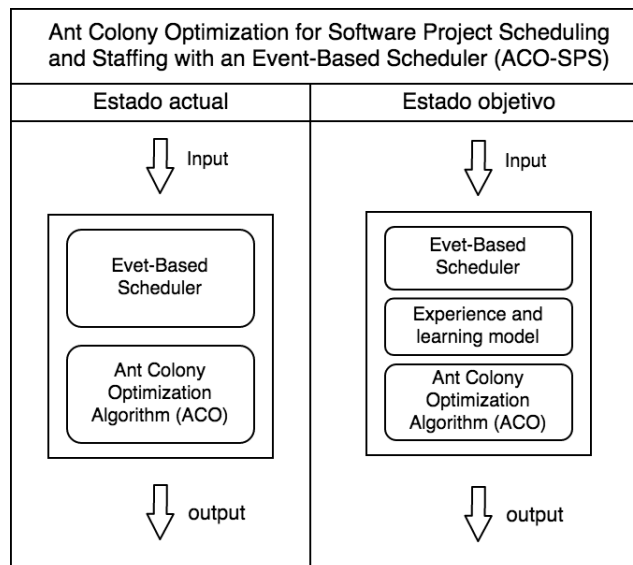 Ant Colony Optimization for Software Project Scheduling
and Staffing with an Event-Based Scheduler (ACO-SPS)
Estado actual
Estado objetivo
Input
Input
Evet-Based
Scheduler
Ant Colony
Optimization
Algorithm (ACO)
Evet-Based
Scheduler
Experience and
learning model
Ant Colony
Optimization
Algorithm (ACO)
output
output